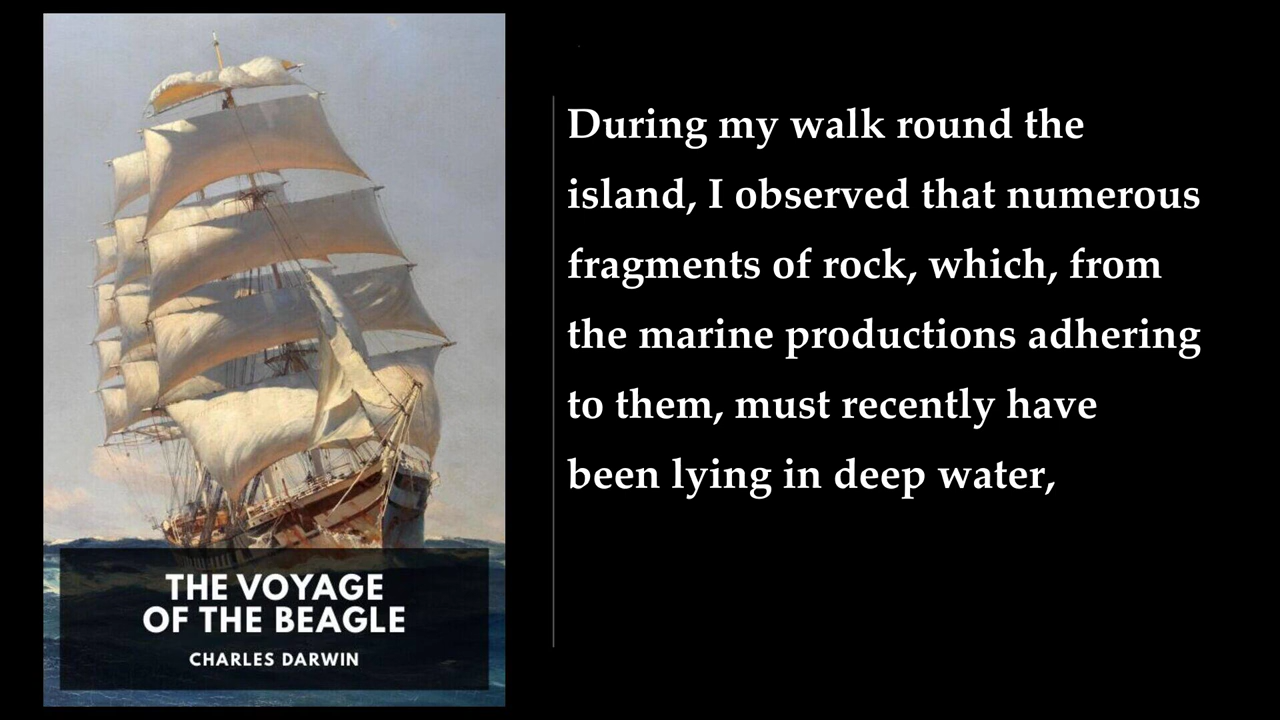 THE VOYAGE
OF THE BEAGLE
CHARLES DARWIN
During my walk round the
island, I observed that numerous
fragments of rock, which, from
the marine productions adhering
to them, must recently have
been lying in deep water,